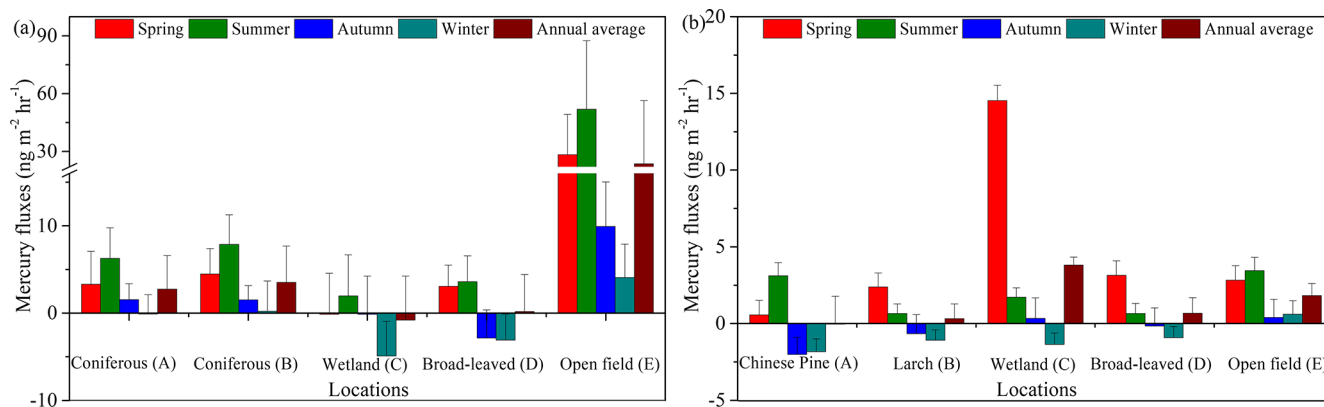 (a)
Spring Summer Autumn Winter Annual average
Mercury fluxes (ng m-2 hr-1)
90
60
30
10
0
-10
Coniferous (A) Coniferous (B) Wetland (C) Broad-leaved (D) Open field (E)
Locations
(b)
Spring Summer Autumn Winter Annual average
Mercury fluxes (ng m-2 hr-1)
20
15
10
5
0
-5
Chinese Pine (A) Larch (B) Wetland (C) Broad-leaved (D) Open field (E)
Locations